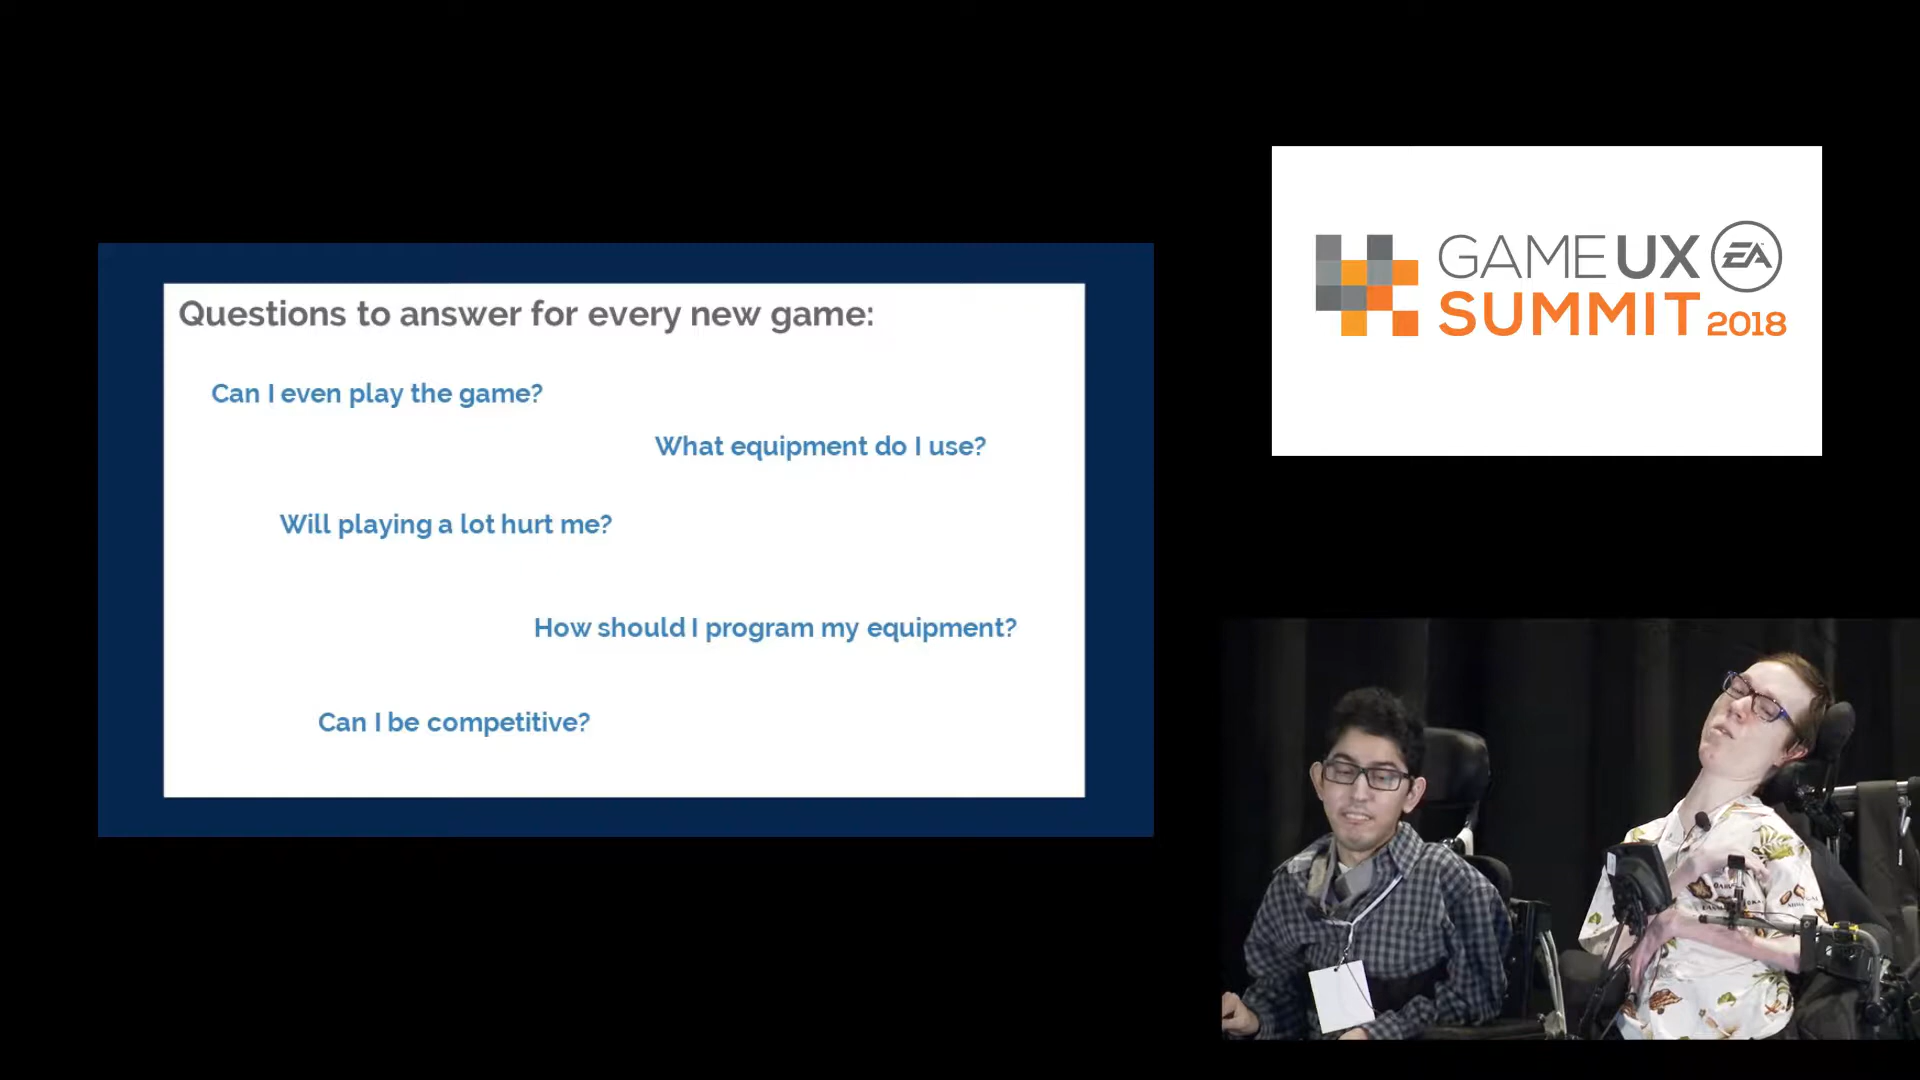 Questions to answer for every new game:
Can I even play the game?
What equipment do I use?
Will playing a lot hurt me?
How should I program my equipment?
Can I be competitive?
GAME UX EA
SUMMIT 2018